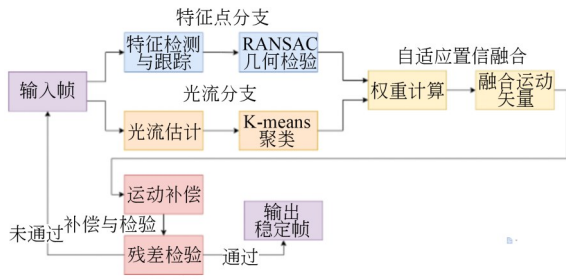 特征点分支
特征检测
与跟踪
RANSAC
几何检验
自适应置信融合
输入帧
光流分支
权重计算
融合运动
矢量
光流估计
K-means
聚类
运动补偿
补偿与检验
未通过
残差检验
通过
输出
稳定帧